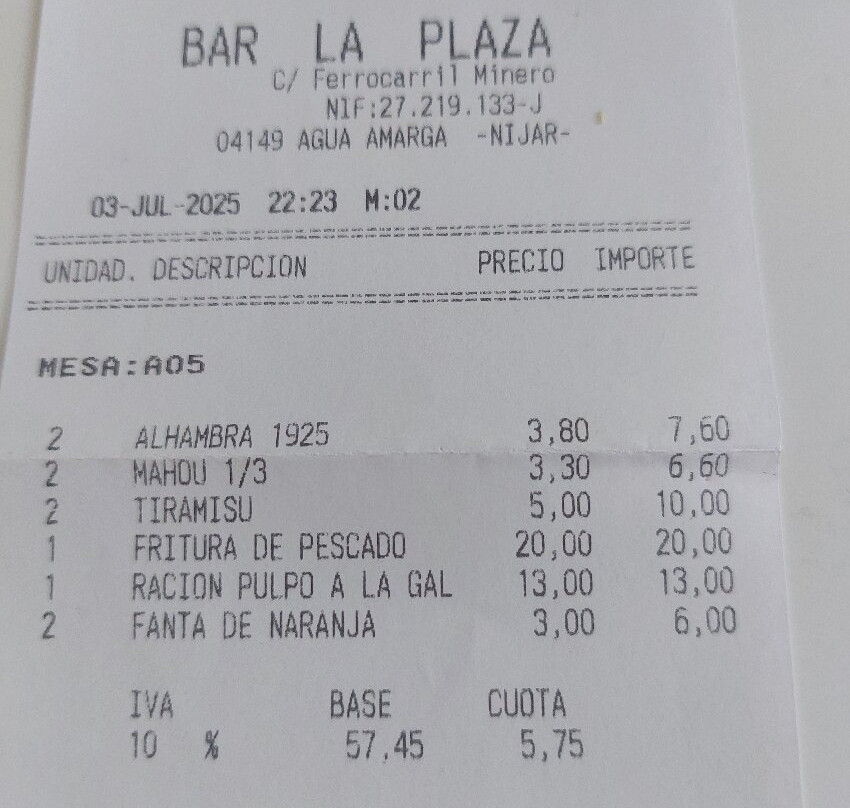 BAR LA PLAZA
C/ Ferrocarril Minero
NIF:27.219.133-J
04149 AGUA AMARGA -NIJAR-
03-JUL-2025 22:23 M:02
UNIDAD. DESCRIPCION PRECIO IMPORTE
MESA:A05
2 ALHAMBRA 1925 3,80 7,60
2 MAHOU 1/3 3,30 6,60
2 TIRAMISU 5,00 10,00
1 FRITURA DE PESCADO 20,00 20,00
1 RACION PULPO A LA GAL 13,00 13,00
2 FANTA DE NARANJA 3,00 6,00
IVA BASE CUOTA
10 % 57,45 5,75